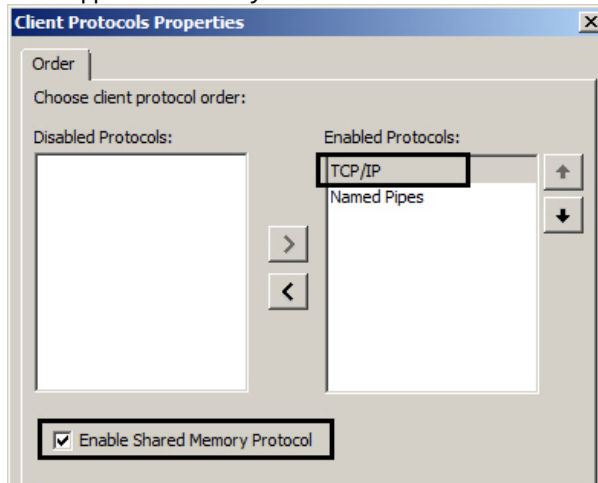 Client Protocols Properties
Order
Choose client protocol order:
Disabled Protocols:
Enabled Protocols:
TCP/IP
Named Pipes
Enable Shared Memory Protocol